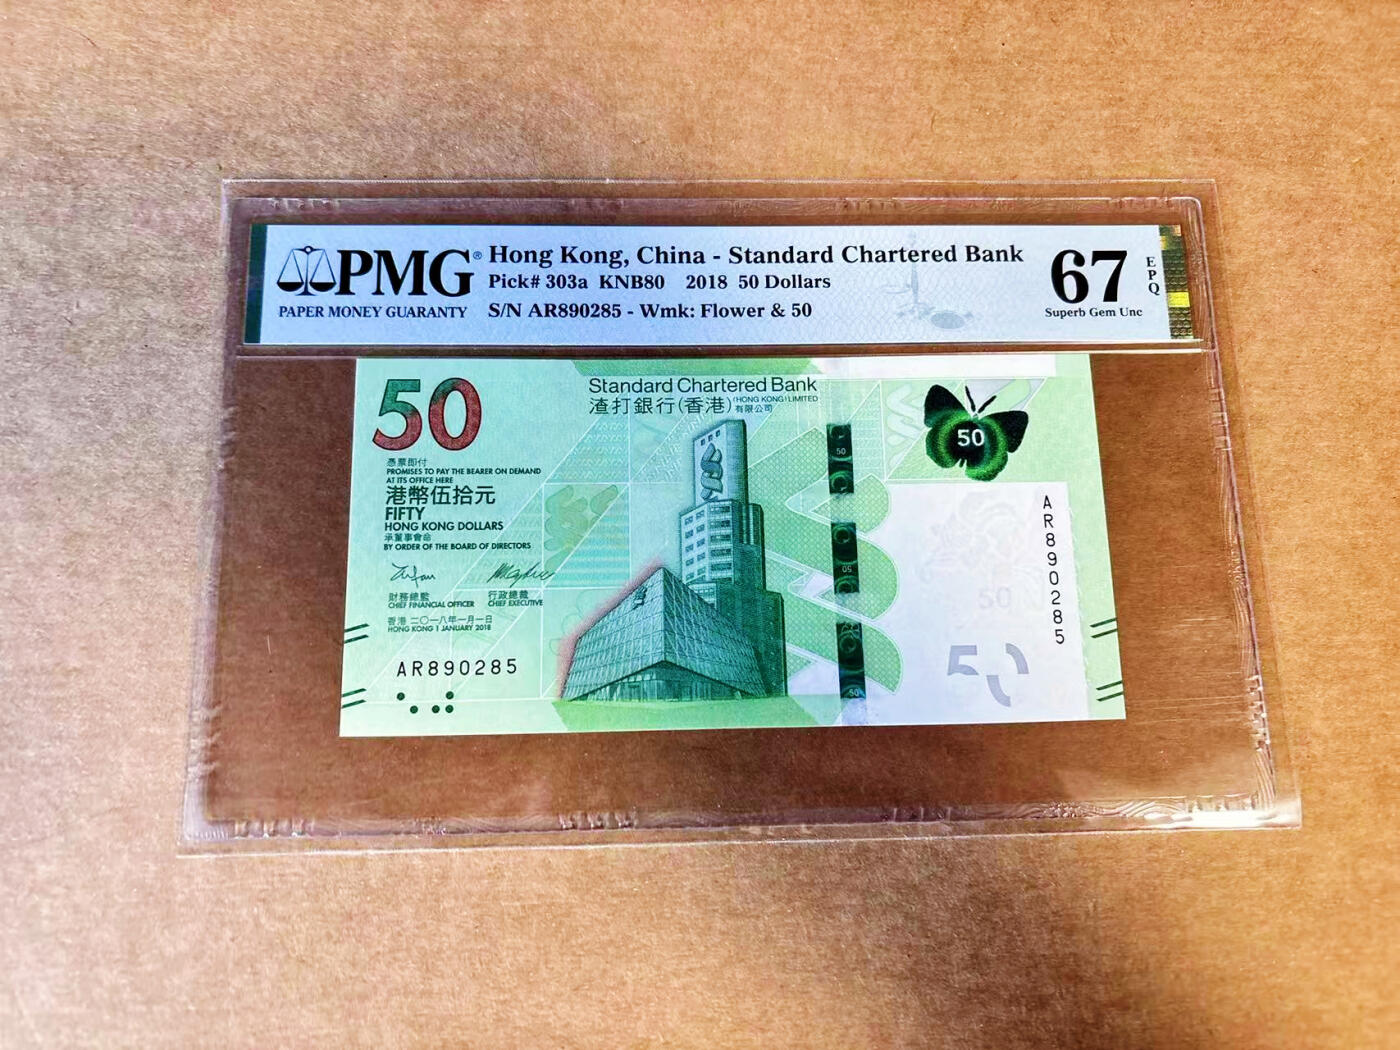 PMG®
PAPER MONEY GUARANTY
Hong Kong, China - Standard Chartered Bank
Pick# 303a KNB80 2018 50 Dollars
S/N AR890285 - Wmk: Flower & 50
67
EPQ
Superb Gem Unc
50
Standard Chartered Bank
渣打銀行(香港)(HONG KONG) LIMITED
有限公司
憑票即付
PROMISES TO PAY THE BEARER ON DEMAND
AT ITS OFFICE HERE
港幣伍拾元
FIFTY
HONG KONG DOLLARS
承董事會命
BY ORDER OF THE BOARD OF DIRECTORS
財務總監
CHIEF FINANCIAL OFFICER
行政總裁
CHIEF EXECUTIVE
香港 二〇一八年一月一日
HONG KONG 1 JANUARY 2018
AR890285
50
50
50
50
AR890285
50
50